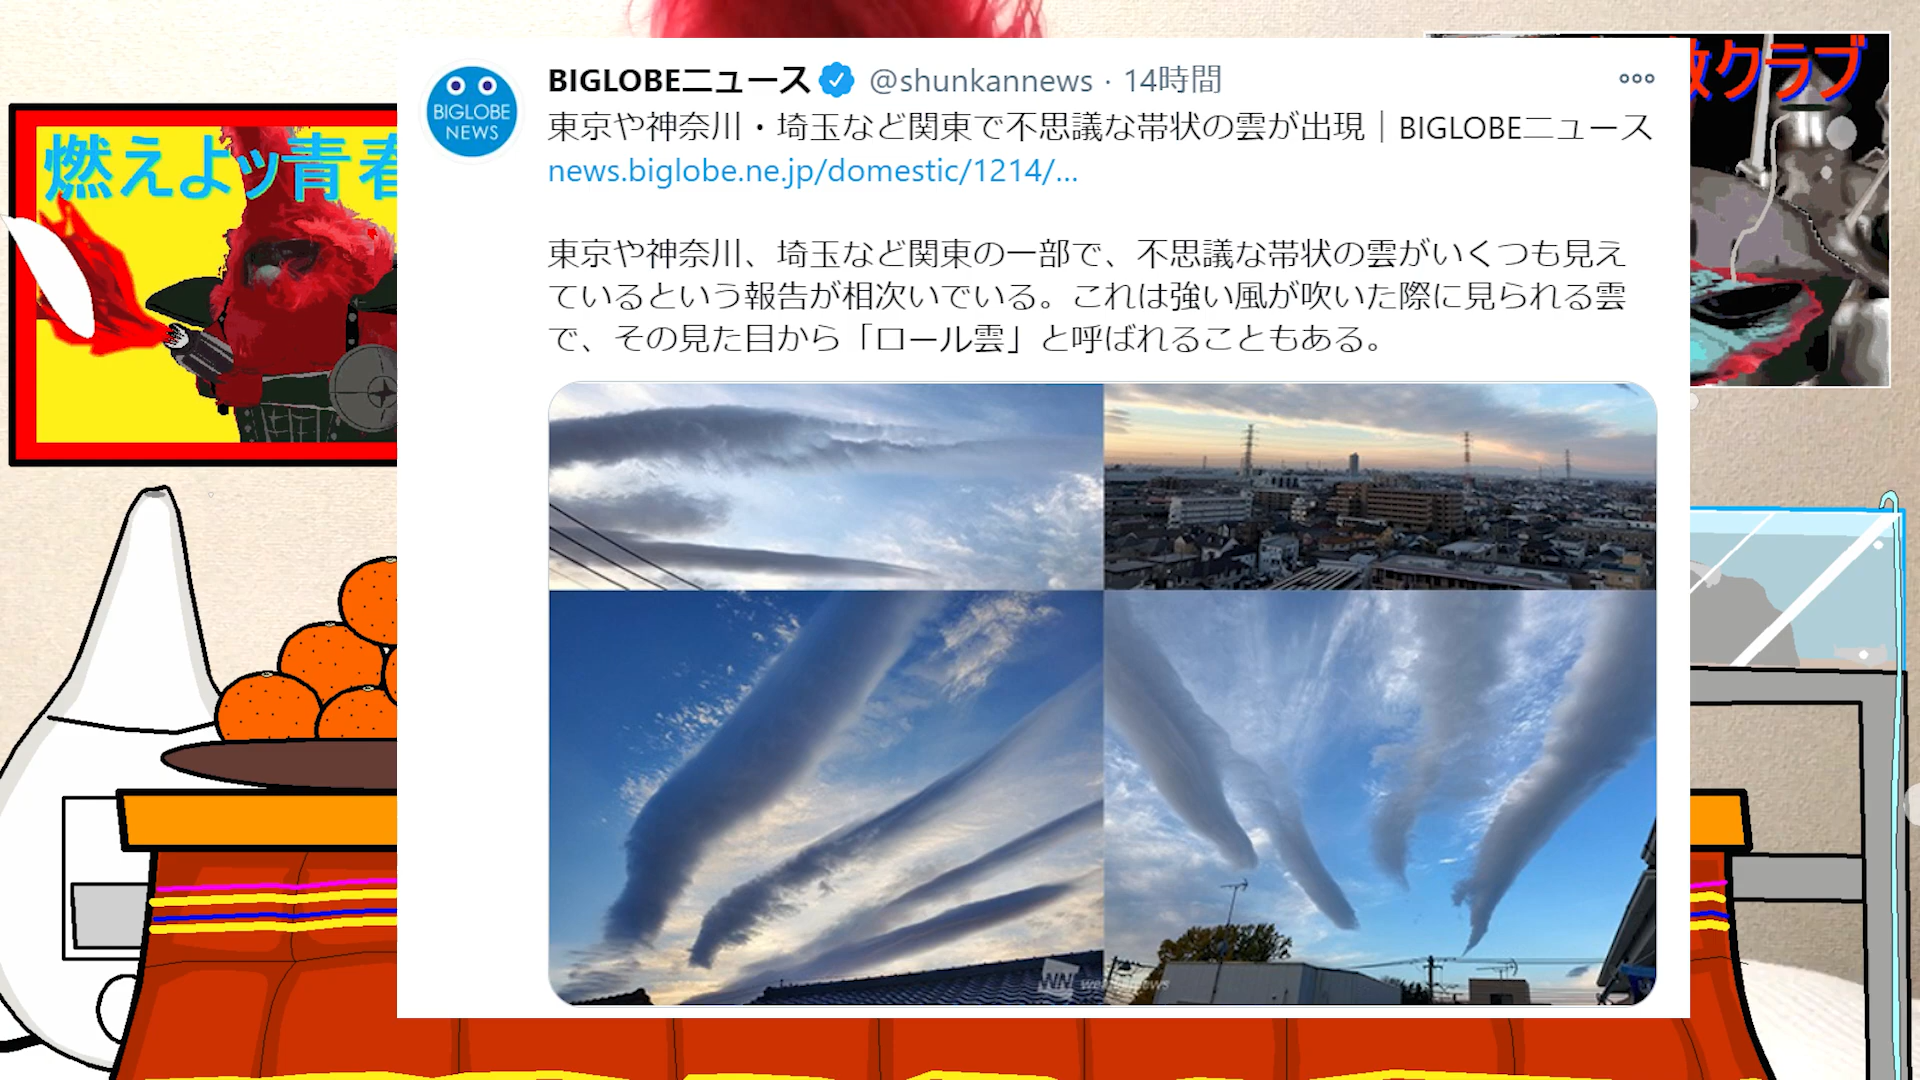 BIGLOBEニュース @shunkannews · 14時間
東京や神奈川・埼玉など関東で不思議な帯状の雲が出現｜BIGLOBEニュース
news.biglobe.ne.jp/domestic/1214/...
東京や神奈川、埼玉など関東の一部で、不思議な帯状の雲がいくつも見え
ているという報告が相次いでいる。これは強い風が吹いた際に見られる雲
で、その見た目から「ロール雲」と呼ばれることもある。
BIGLOBE
NEWS
燃えよッ青春
クラブ
WN weathernews